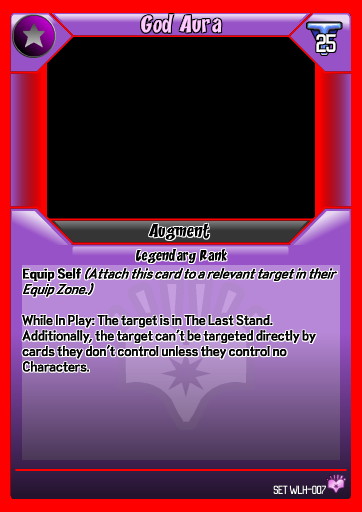 God Aura
25
Augment
Legendary Rank
Equip Self (Attach this card to a relevant target in their
Equip Zone.)
While In Play: The target is in The Last Stand.
Additionally, the target can't be targeted directly by
cards they don't control unless they control no
Characters.
SET WLH-007